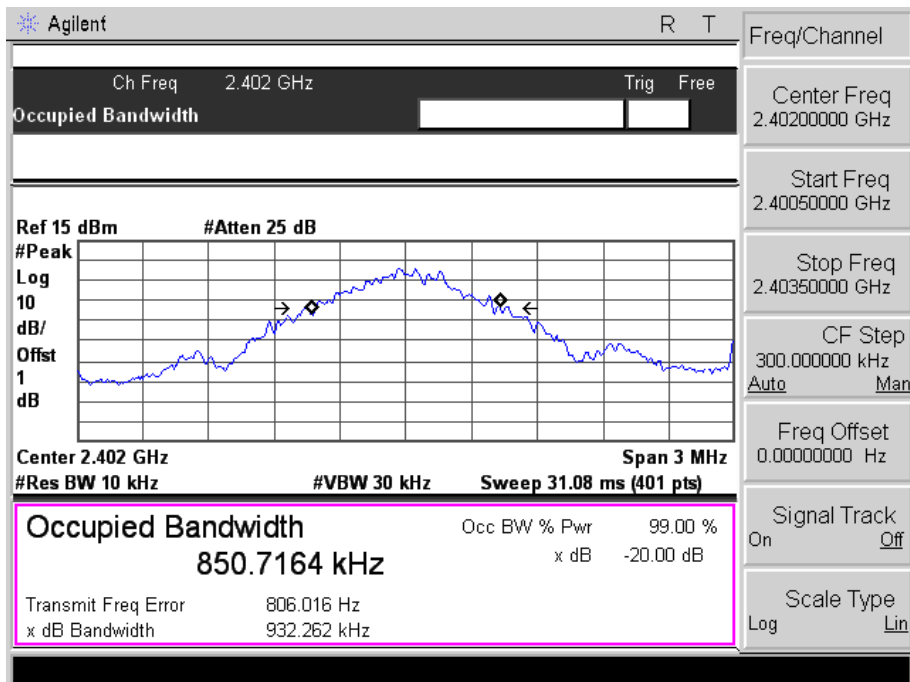 Agilent R T
Ch Freq 2.402 GHz Trig Free
Occupied Bandwidth
Ref 15 dBm #Atten 25 dB
#Peak
Log
10
dB/
Offst
1
dB
Center 2.402 GHz Span 3 MHz
#Res BW 10 kHz #VBW 30 kHz Sweep 31.08 ms (401 pts)
Occupied Bandwidth
850.7164 kHz
Occ BW % Pwr 99.00 %
x dB -20.00 dB
Transmit Freq Error 806.016 Hz
x dB Bandwidth 932.262 kHz
Freq/Channel
Center Freq
2.40200000 GHz
Start Freq
2.40050000 GHz
Stop Freq
2.40350000 GHz
CF Step
300.000000 kHz
Auto Man
Freq Offset
0.00000000 Hz
Signal Track
On Off
Scale Type
Log Lin